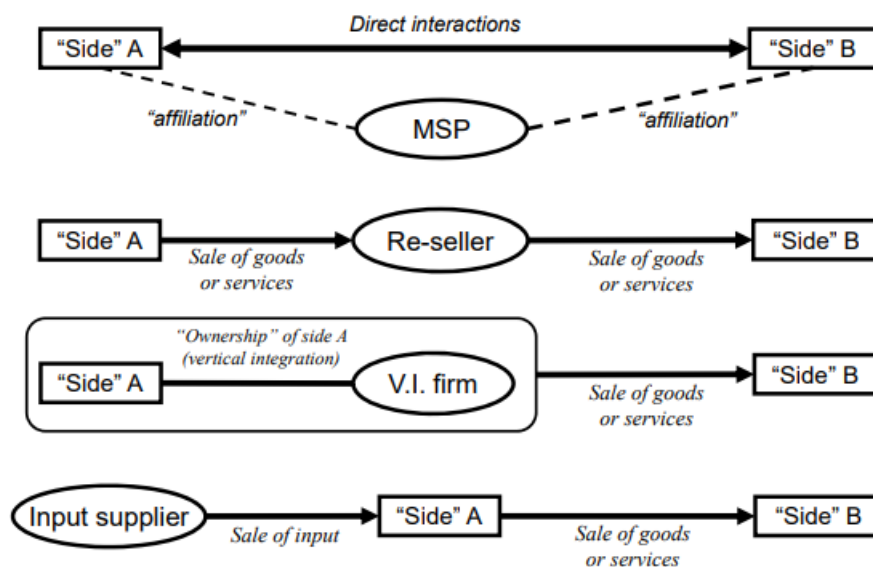 Direct interactions
“Side” A
“Side” B
“affiliation”
MSP
“affiliation”
“Side” A
Re-seller
“Side” B
Sale of goods
or services
Sale of goods
or services
“Ownership” of side A
(vertical integration)
“Side” A
V.I. firm
“Side” B
Sale of goods
or services
Input supplier
“Side” A
“Side” B
Sale of input
Sale of goods
or services